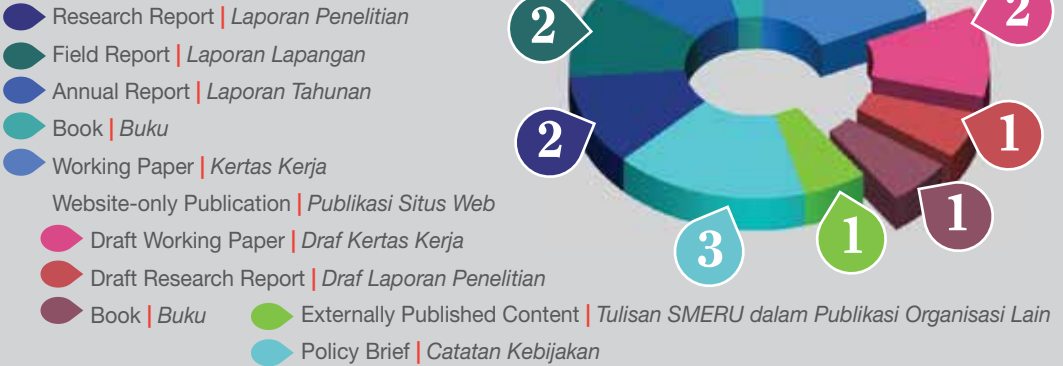 Research Report | Laporan Penelitian
Field Report | Laporan Lapangan
Annual Report | Laporan Tahunan
Book | Buku
Working Paper | Kertas Kerja
Website-only Publication | Publikasi Situs Web
Draft Working Paper | Draf Kertas Kerja
Draft Research Report | Draf Laporan Penelitian
Book | Buku
Externally Published Content | Tulisan SMERU dalam Publikasi Organisasi Lain
Policy Brief | Catatan Kebijakan
2
2
2
1
1
1
3